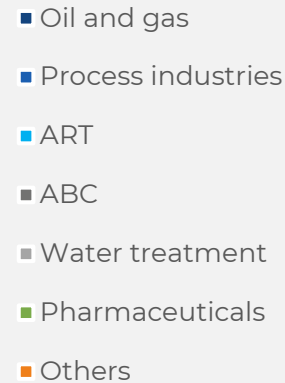 Oil and gas
Process industries
ART
ABC
Water treatment
Pharmaceuticals
Others